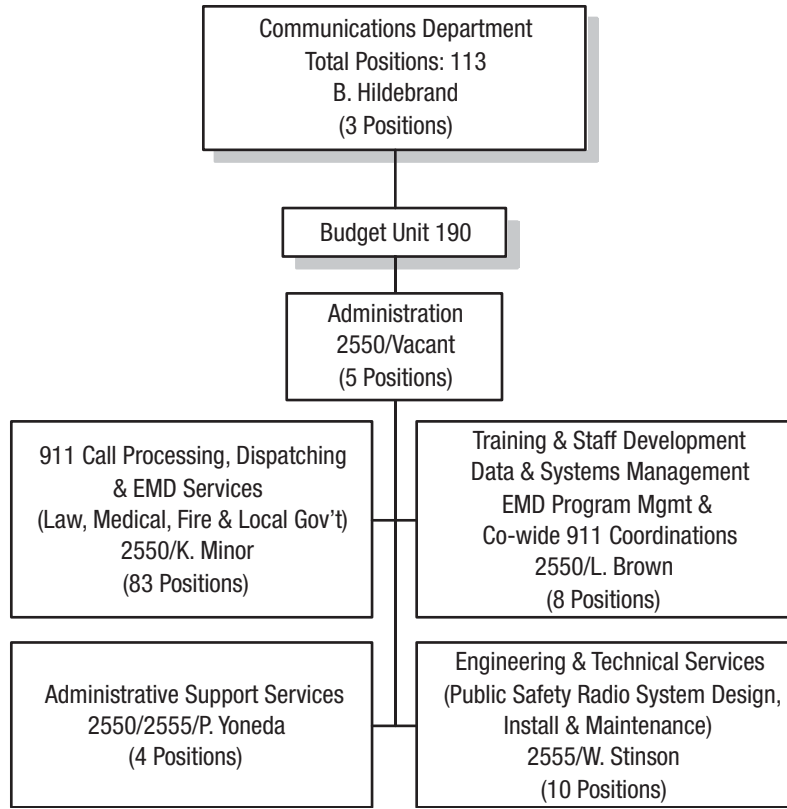 Communications Department
Total Positions: 113
B. Hildebrand
(3 Positions)
Budget Unit 190
Administration
2550/Vacant
(5 Positions)
911 Call Processing, Dispatching
& EMD Services
(Law, Medical, Fire & Local Gov’t)
2550/K. Minor
(83 Positions)
Training & Staff Development
Data & Systems Management
EMD Program Mgmt &
Co-wide 911 Coordinations
2550/L. Brown
(8 Positions)
Administrative Support Services
2550/2555/P. Yoneda
(4 Positions)
Engineering & Technical Services
(Public Safety Radio System Design,
Install & Maintenance)
2555/W. Stinson
(10 Positions)